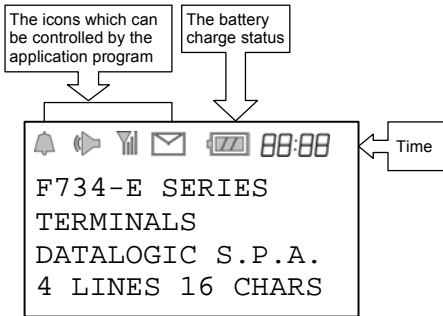 The icons which can
be controlled by the
application program
The battery
charge status
88:88
Time
F734-E SERIES
TERMINALS
DATALOGIC S.P.A.
4 LINES 16 CHARS